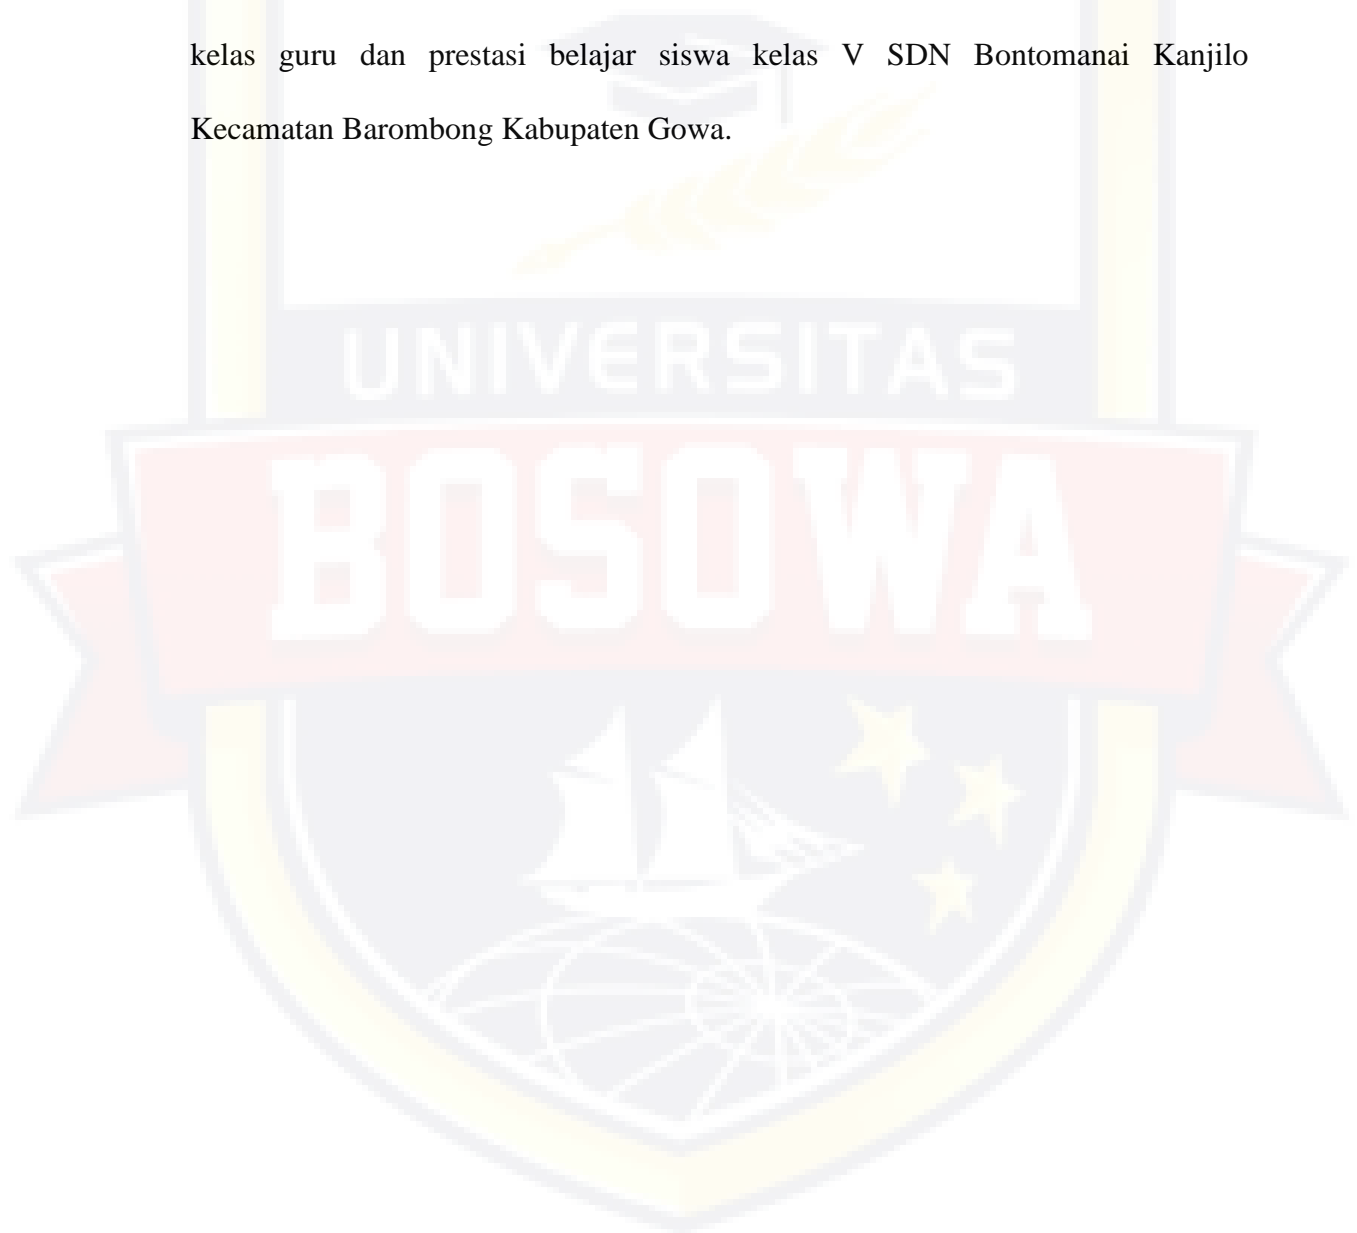 kelas guru dan prestasi belajar siswa kelas V SDN Bontomanai Kanjilo
Kecamatan Barombong Kabupaten Gowa.
UNIVERSITAS
BOSOWA